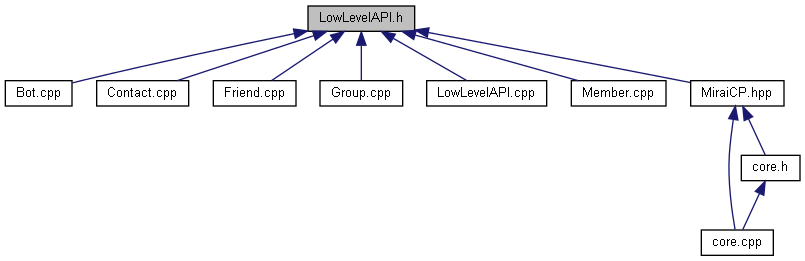 LowLevelAPI.h
Bot.cpp
Contact.cpp
Friend.cpp
Group.cpp
LowLevelAPI.cpp
Member.cpp
MiraiCP.hpp
core.h
core.cpp